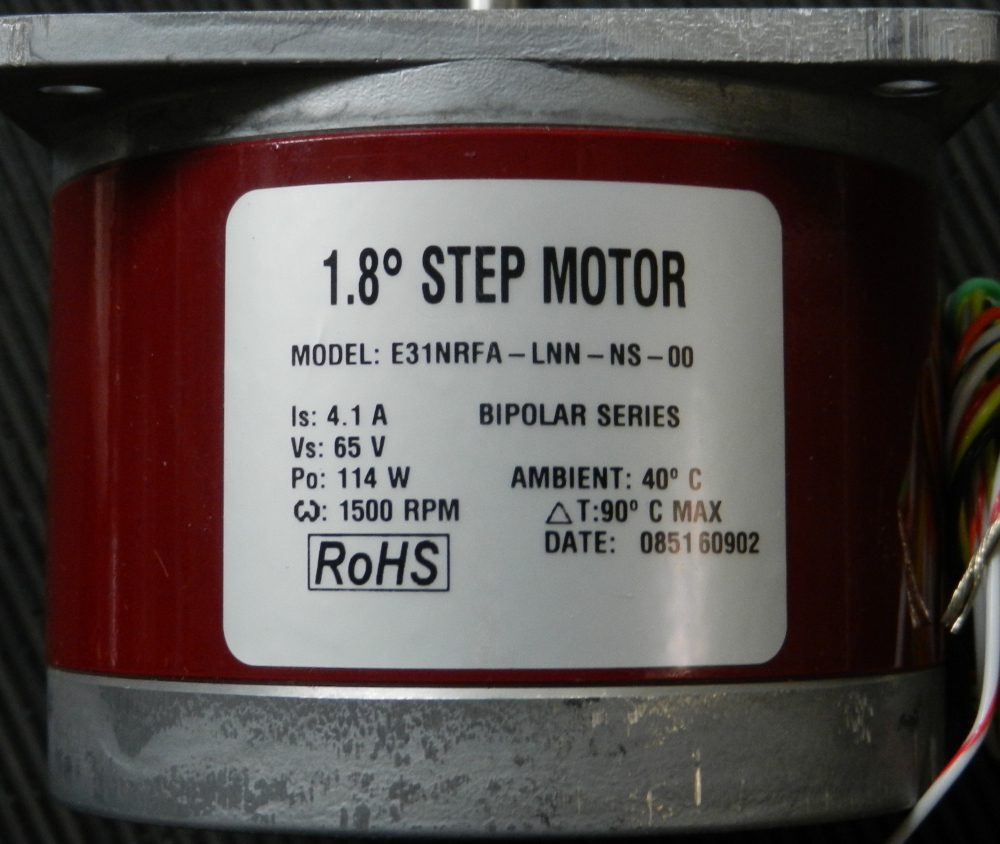 1.8° STEP MOTOR
MODEL: E31NRFA-LNN-NS-00
Is: 4.1 A BIPOLAR SERIES
Vs: 65 V
Po: 114 W AMBIENT: 40° C
ω: 1500 RPM △T:90° C MAX
RoHS DATE: 085160902